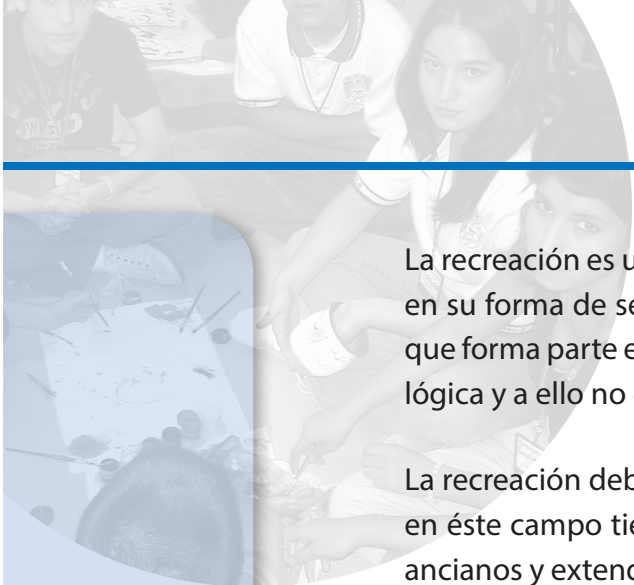 La recreación es u
en su forma de se
que forma parte e
lógica y a ello no
La recreación deb
en éste campo tie
ancianos y extend